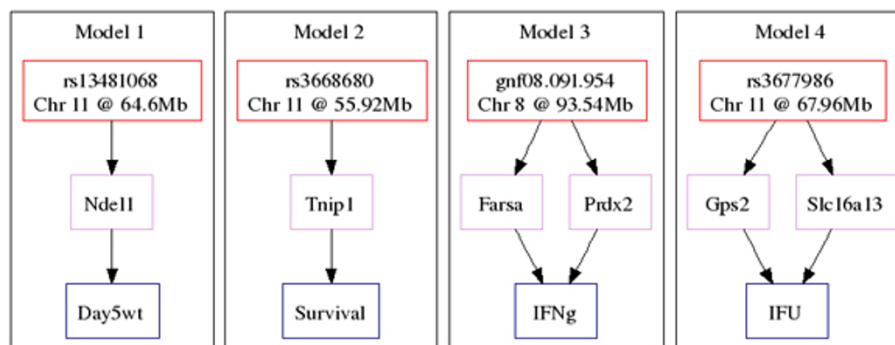 Model 1
rs13481068
Chr 11 @ 64.6Mb
Ndel1
Day5wt
Model 2
rs3668680
Chr 11 @ 55.92Mb
Tnip1
Survival
Model 3
gnf08.091.954
Chr 8 @ 93.54Mb
Farsa
Prdx2
IFNg
Model 4
rs3677986
Chr 11 @ 67.96Mb
Gps2
Slc16a13
IFU